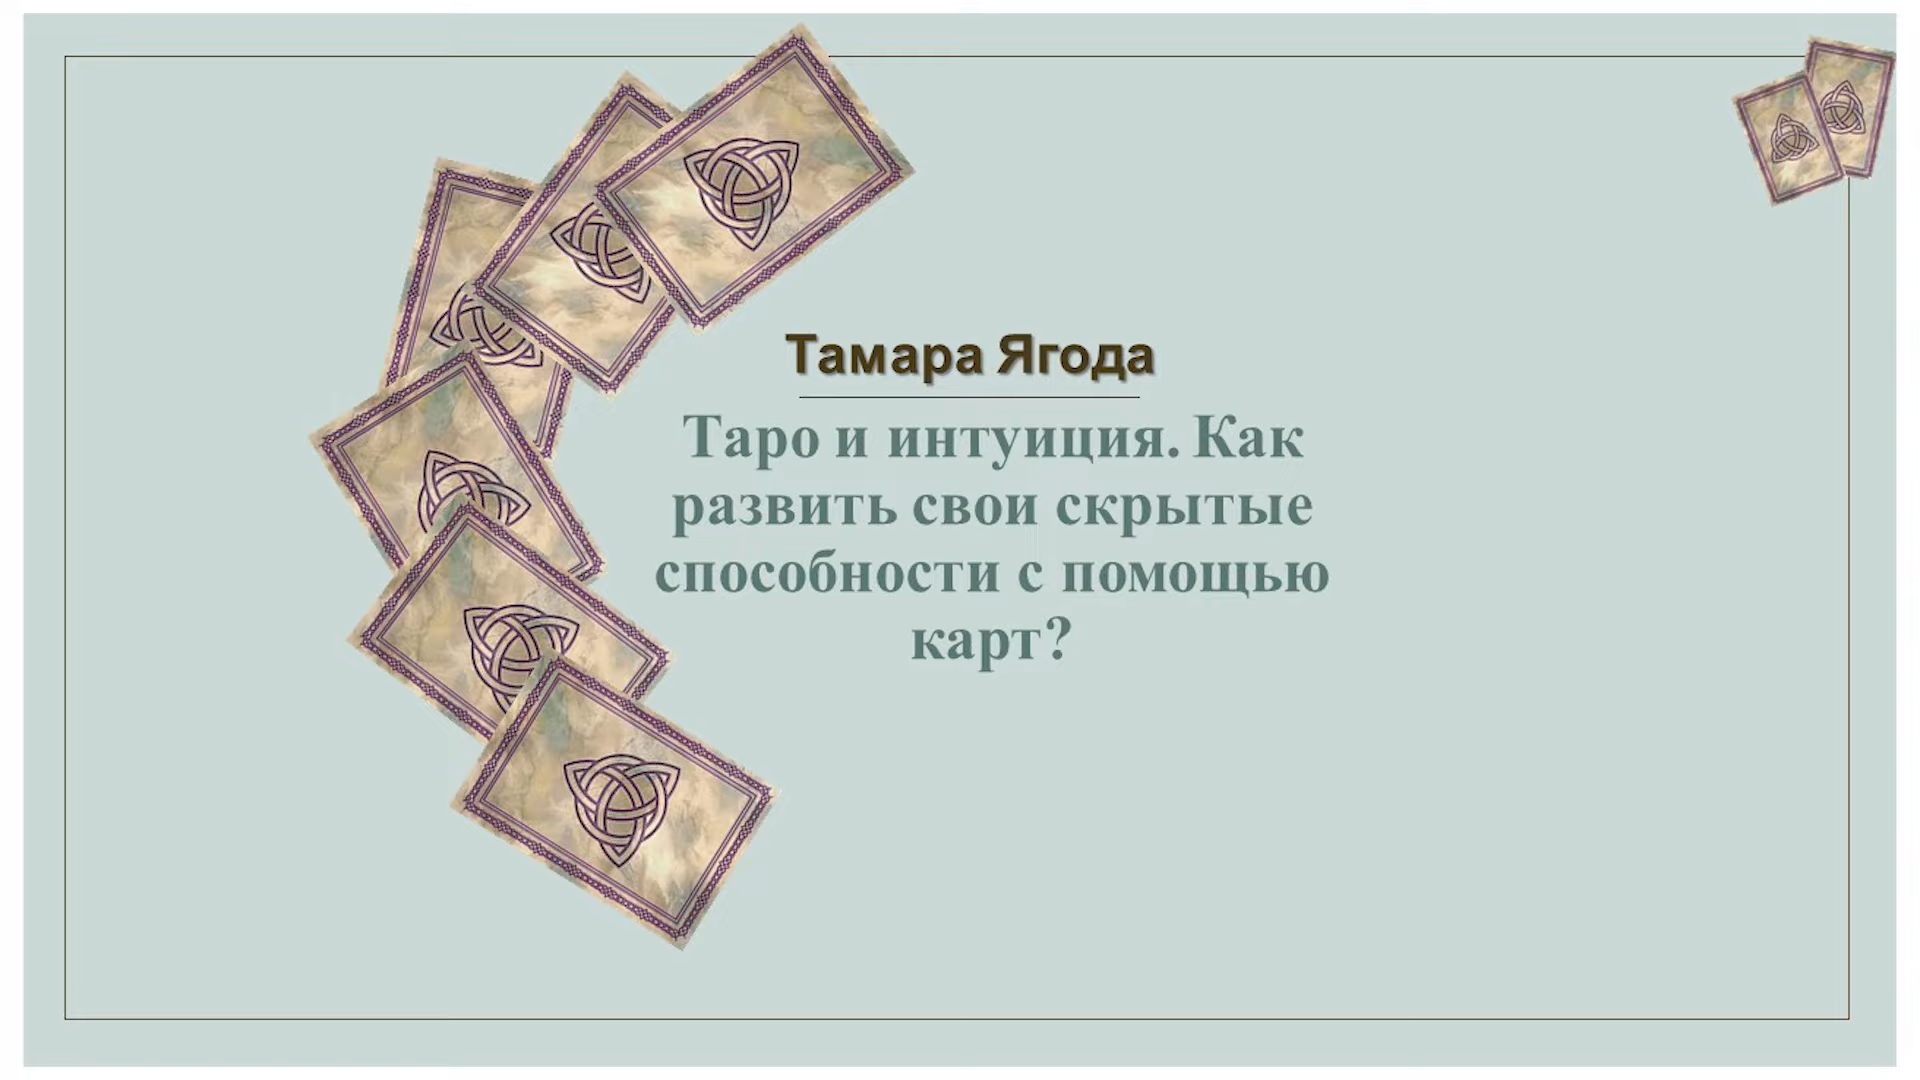 Тамара Ягода
Таро и интуиция. Как
развить свои скрытые
способности с помощью
карт?